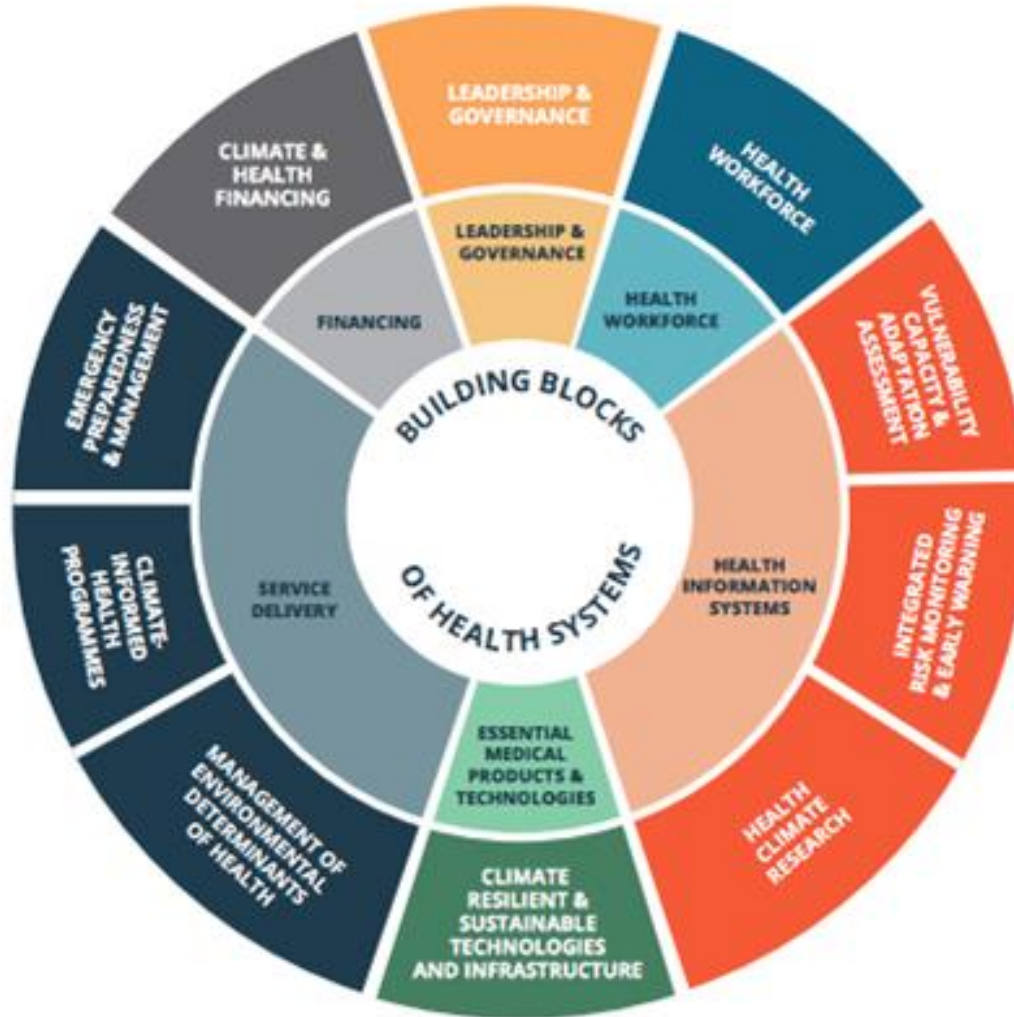 LEADERSHIP &
GOVERNANCE
HEALTH
WORKFORCE
VULNERABILITY
CAPACITY &
ADAPTATION
ASSESSMENT
INTEGRATED
RISK MONITORING
& EARLY WARNING
HEALTH
CLIMATE
RESEARCH
CLIMATE
RESILIENT &
SUSTAINABLE
TECHNOLOGIES
AND INFRASTRUCTURE
MANAGEMENT OF
ENVIRONMENTAL
DETERMINANTS
OF HEALTH
CLIMATE-
INFORMED
HEALTH
PROGRAMMES
EMERGENCY
PREPAREDNESS
& MANAGEMENT
CLIMATE &
HEALTH
FINANCING
LEADERSHIP &
GOVERNANCE
HEALTH
WORKFORCE
HEALTH
INFORMATION
SYSTEMS
ESSENTIAL
MEDICAL
PRODUCTS &
TECHNOLOGIES
SERVICE
DELIVERY
FINANCING
BUILDING BLOCKS
OF HEALTH SYSTEMS